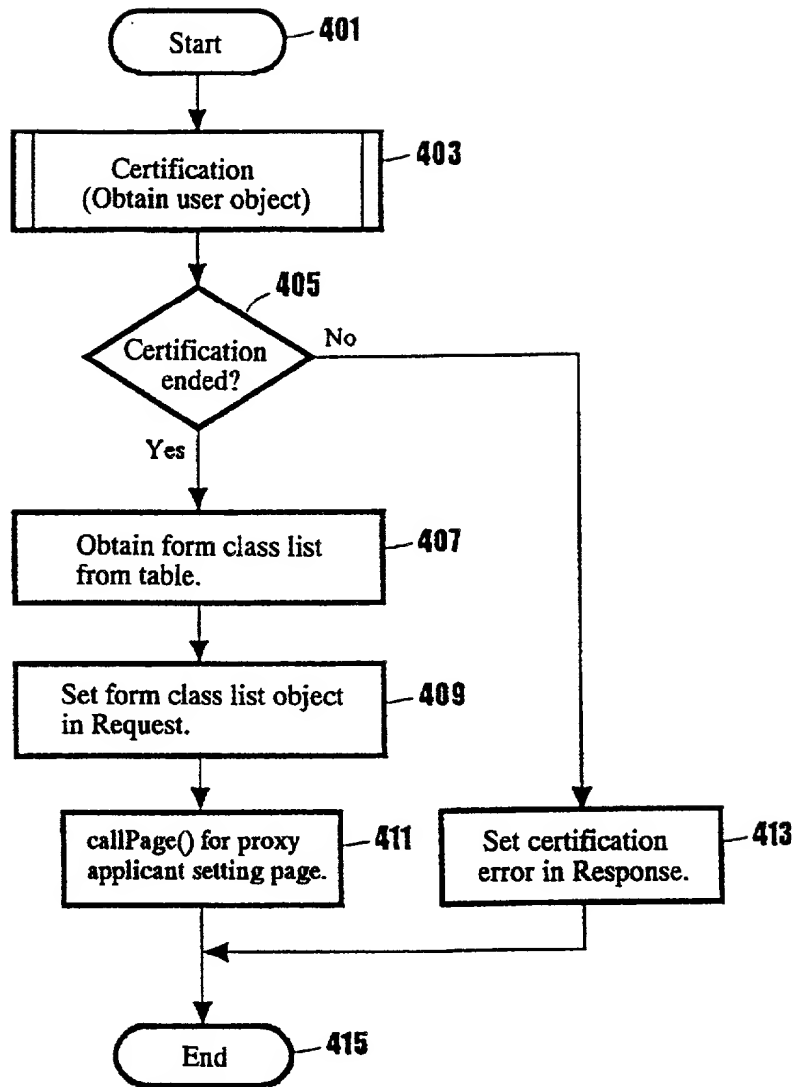 Start
401
Certification
(Obtain user object)
403
405
Certification
ended?
No
Yes
Obtain form class list
from table.
407
Set form class list object
in Request.
409
callPage() for proxy
applicant setting page.
411
Set certification
error in Response.
413
End
415